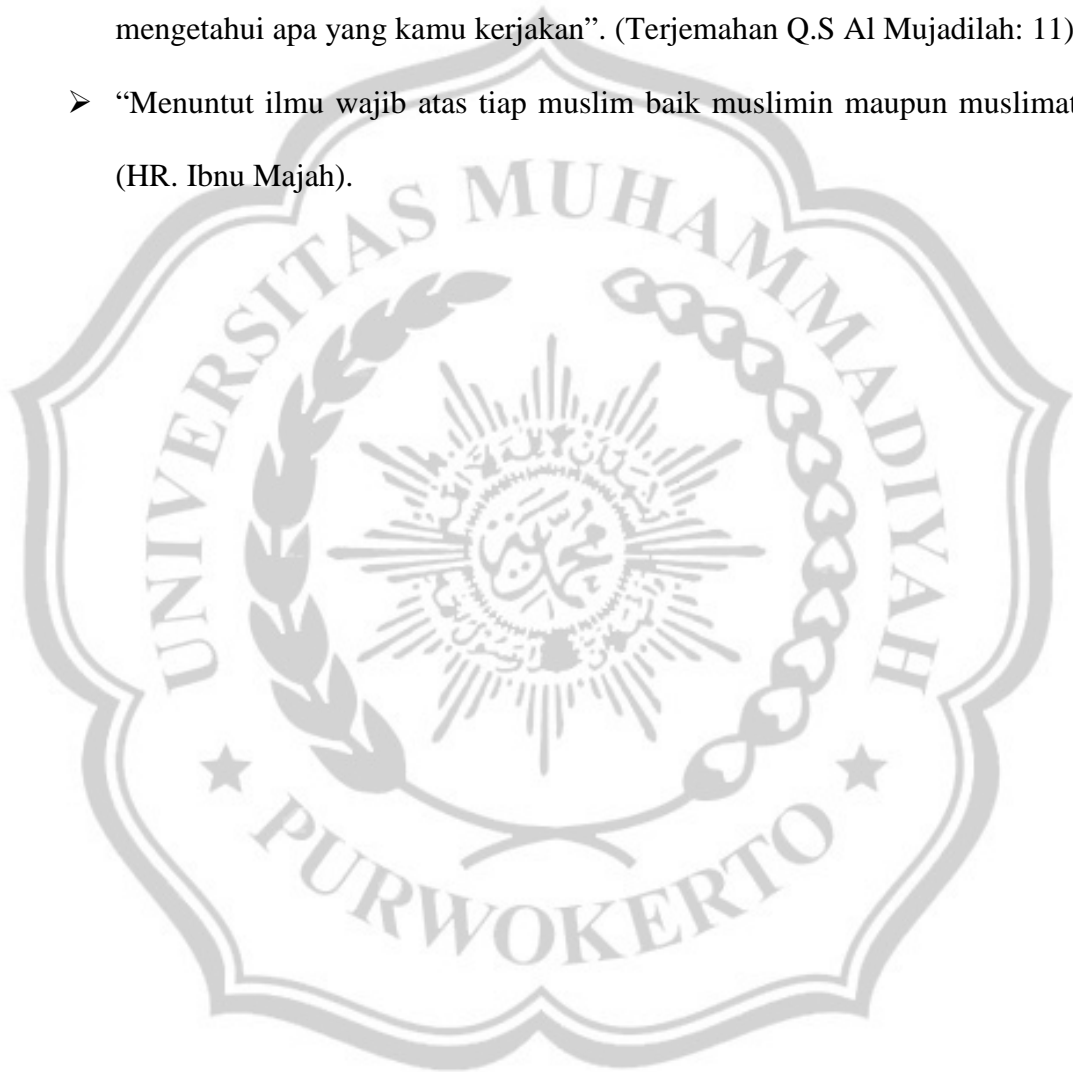 mengetahui apa yang kamu kerjakan”. (Terjemahan Q.S Al Mujadilah: 11)
➢ “Menuntut ilmu wajib atas tiap muslim baik muslimin maupun muslimat
(HR. Ibnu Majah).
UNIVERSITAS MUHAMMADIYAH
PURWOKERTO